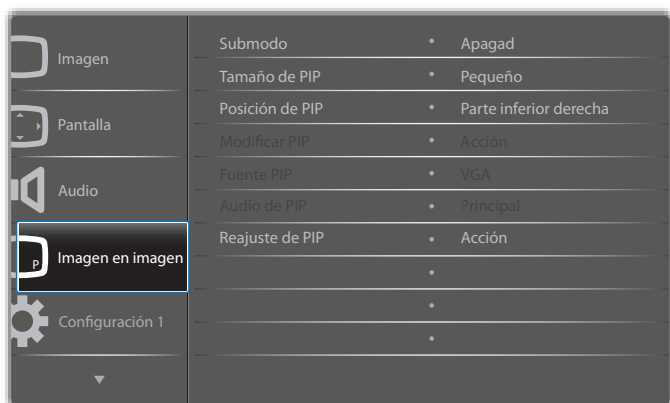 Imagen
Pantalla
Audio
P
Imagen en imagen
Configuración 1
Submodo • Apagad
Tamaño de PIP • Pequeño
Posición de PIP • Parte inferior derecha
Modificar PIP • Acción
Fuente PIP • VGA
Audio de PIP • Principal
Reajuste de PIP • Acción
•
•
•